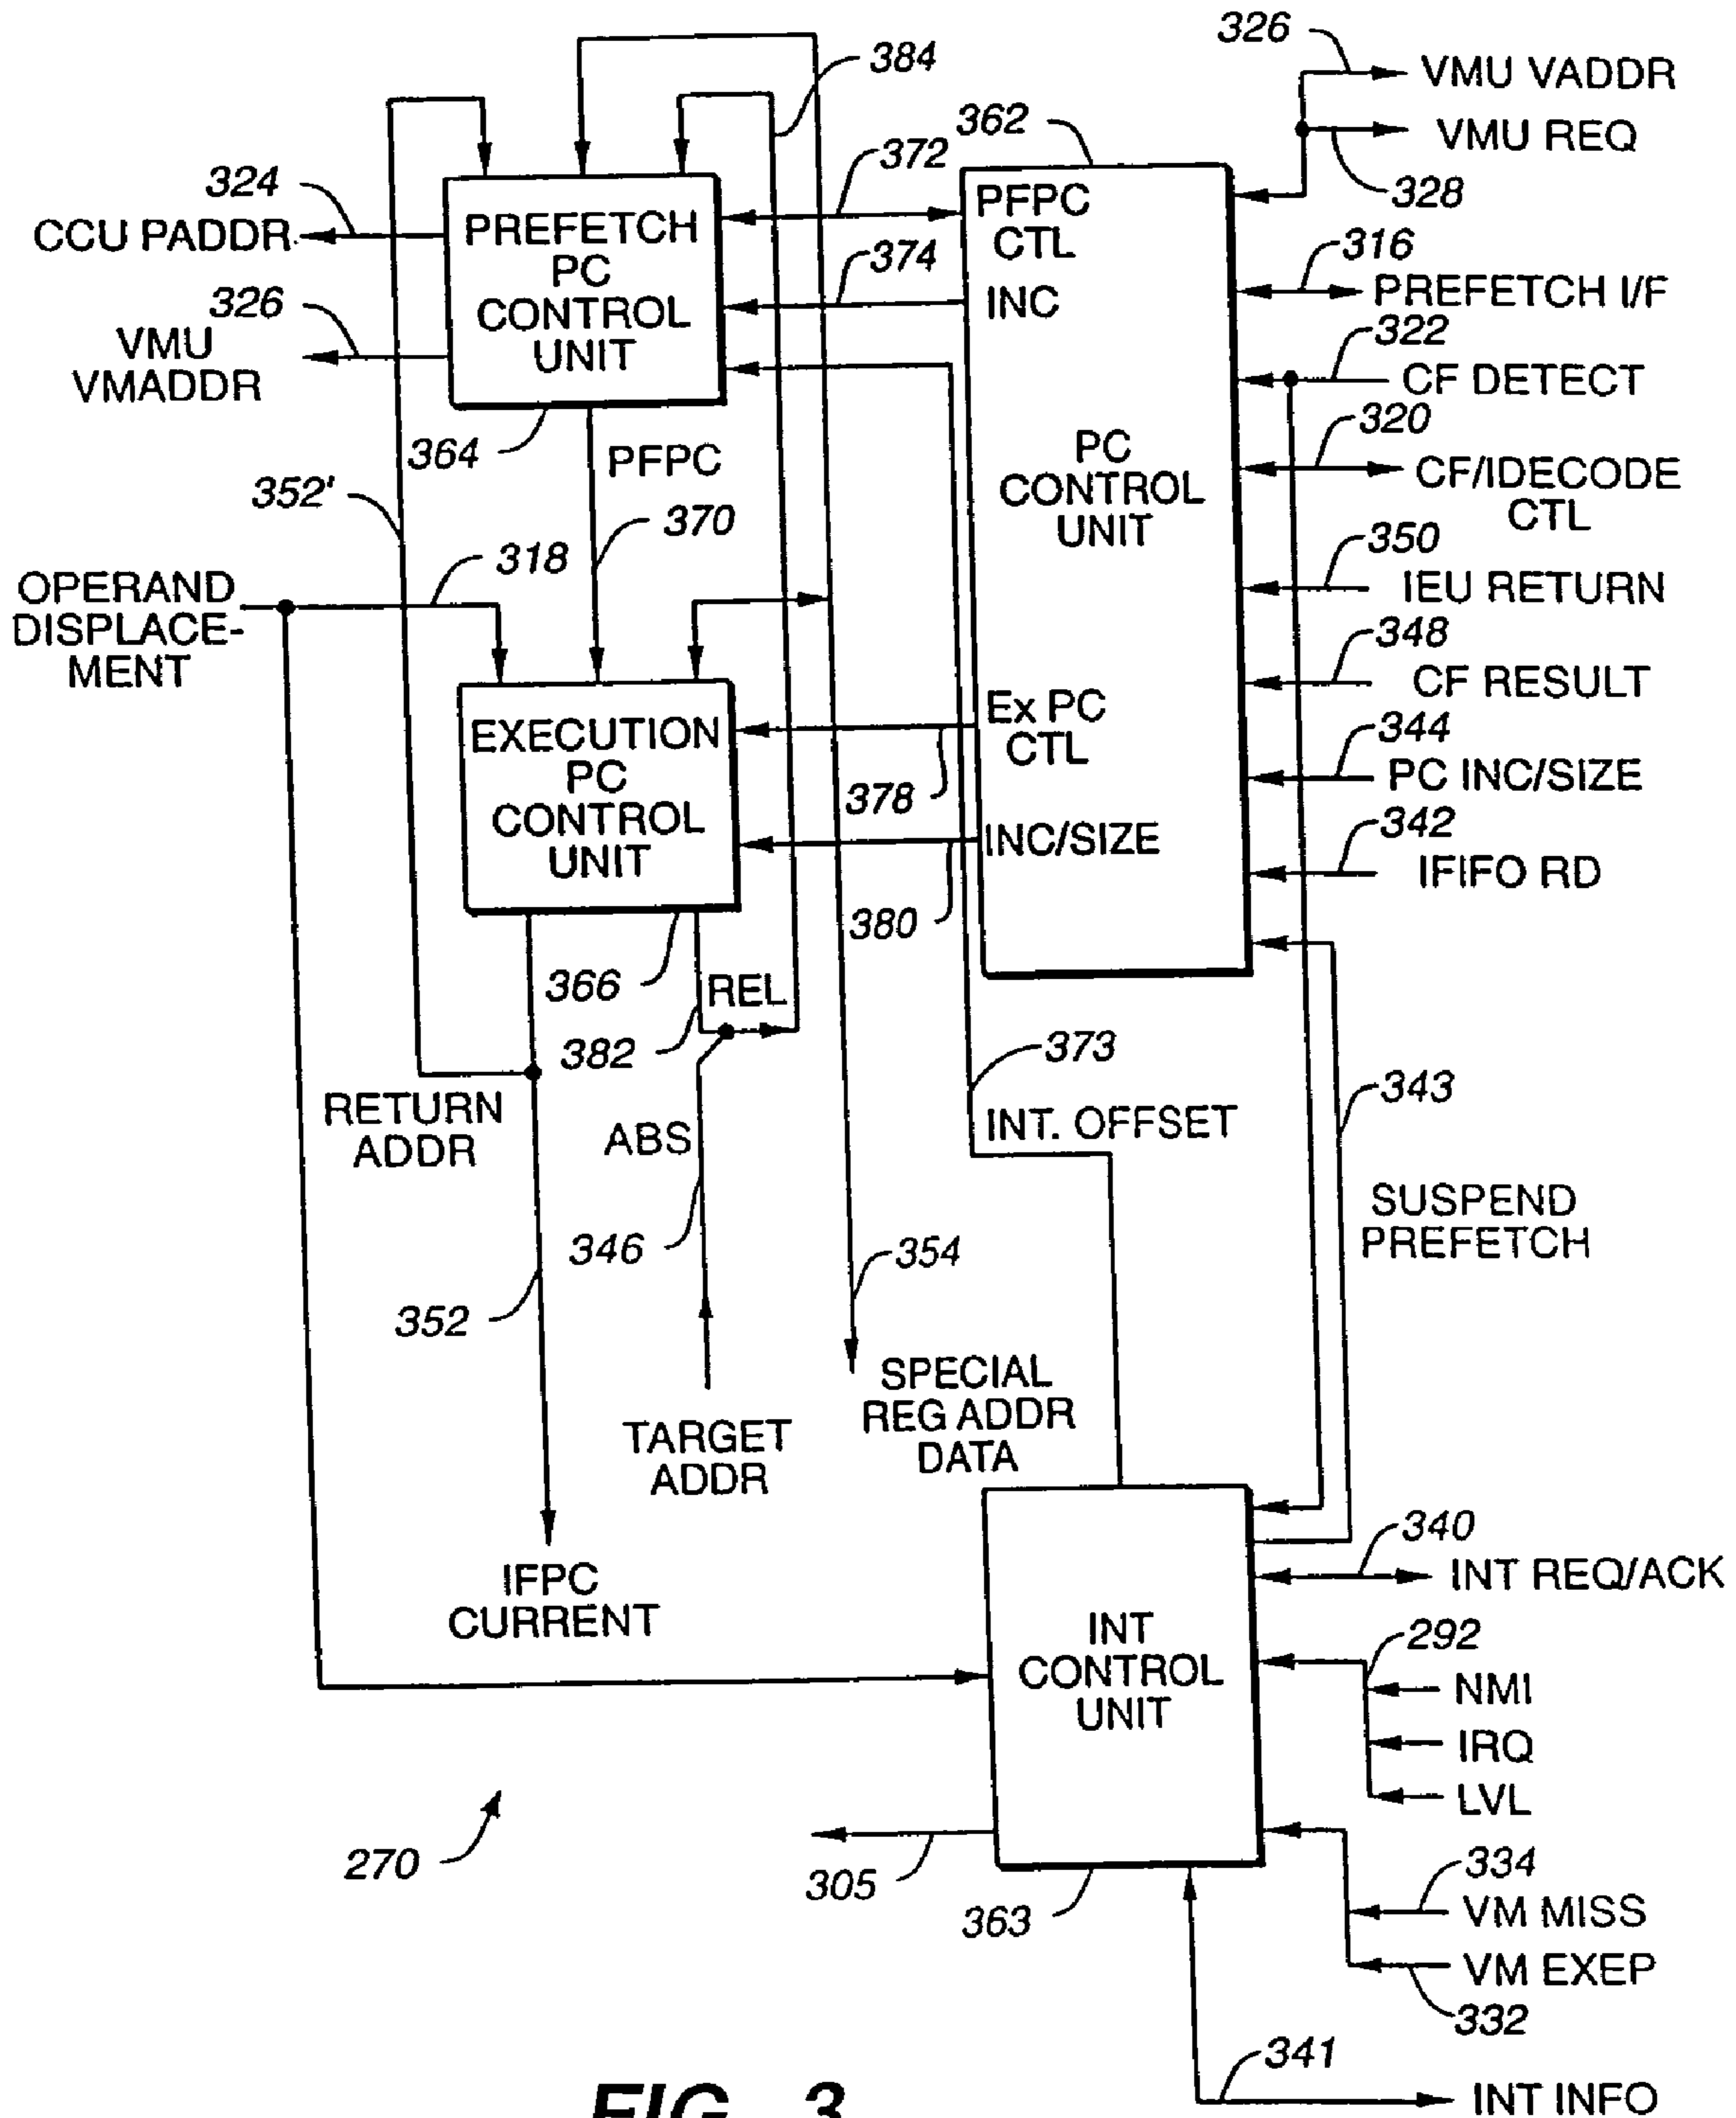 326
VMU VADDR
384
362
VMU REQ
372
328
324
PFPC
CTL
CCU PADDR
PREFETCH
PC
CONTROL
UNIT
374
316
INC
PREFETCH I/F
326
322
VMU
VMADDR
CF DETECT
320
364
PFPC
PC
CONTROL
UNIT
CF/IDECODE
CTL
352'
370
350
318
OPERAND
DISPLACE-
MENT
IEU RETURN
348
CF RESULT
Ex PC
CTL
EXECUTION
PC
CONTROL
UNIT
344
378
PC INC/SIZE
INC/SIZE
342
IFIFO RD
380
366
REL
382
373
343
RETURN
ADDR
ABS
INT. OFFSET
SUSPEND
PREFETCH
346
354
352
SPECIAL
REG ADDR
DATA
TARGET
ADDR
340
IFPC
CURRENT
INT REQ/ACK
INT
CONTROL
UNIT
292
NMI
IRQ
LVL
270
305
363
334
VM MISS
VM EXEP
332
341
INT INFO
FIG. 3